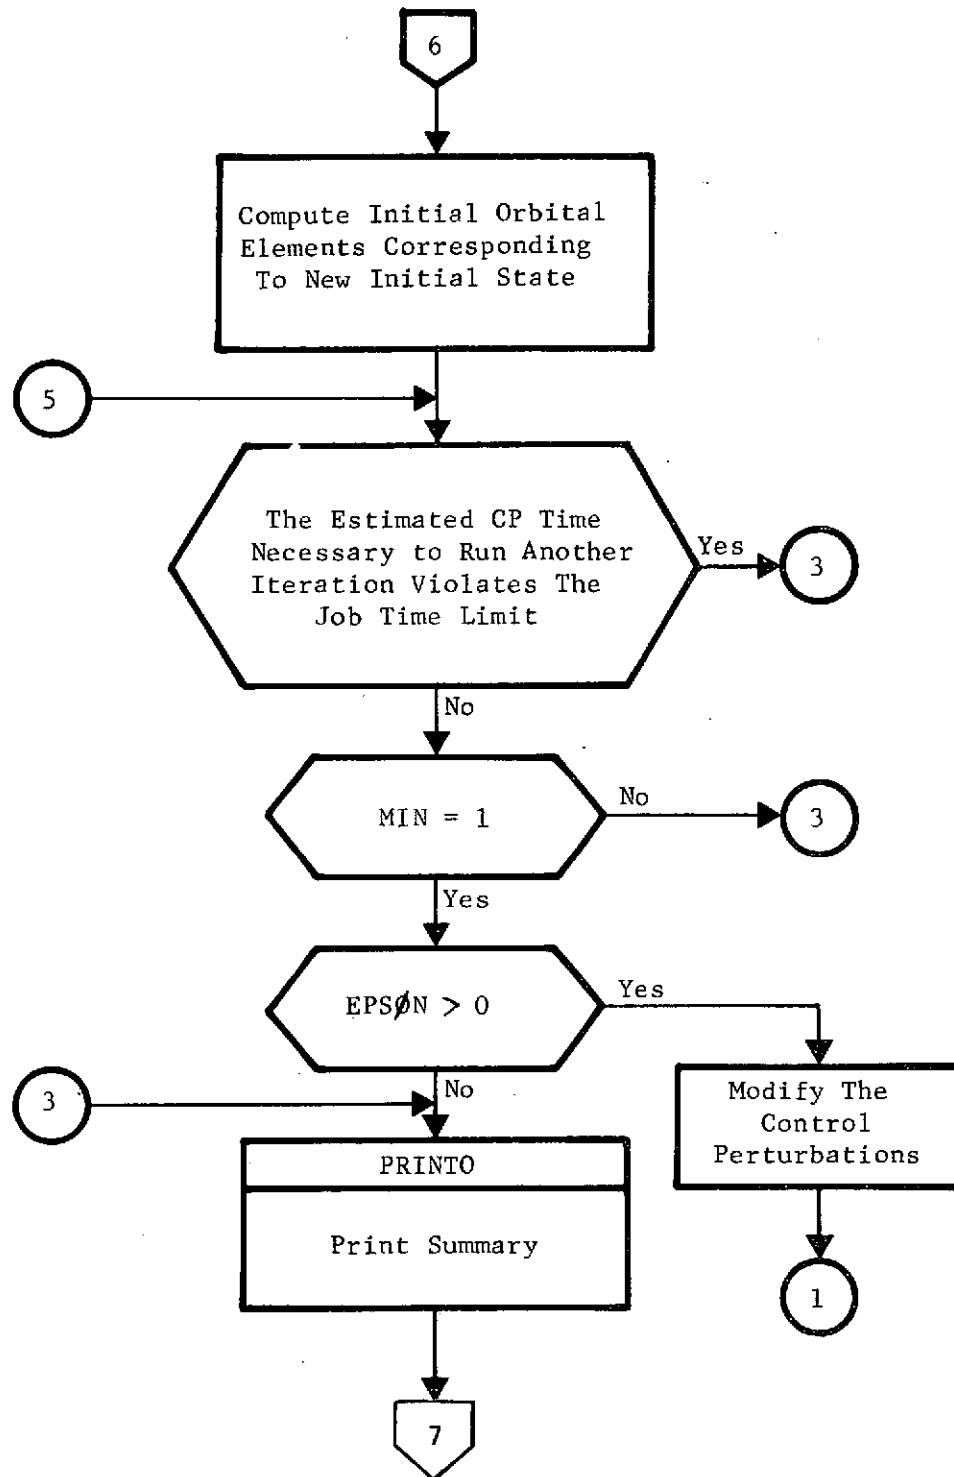 6
Compute Initial Orbital
Elements Corresponding
To New Initial State
5
The Estimated CP Time
Necessary to Run Another
Iteration Violates The
Job Time Limit
Yes
3
No
MIN = 1
No
3
Yes
EPSØN > 0
Yes
3
No
Modify The
Control
Perturbations
PRINTO
Print Summary
1
7